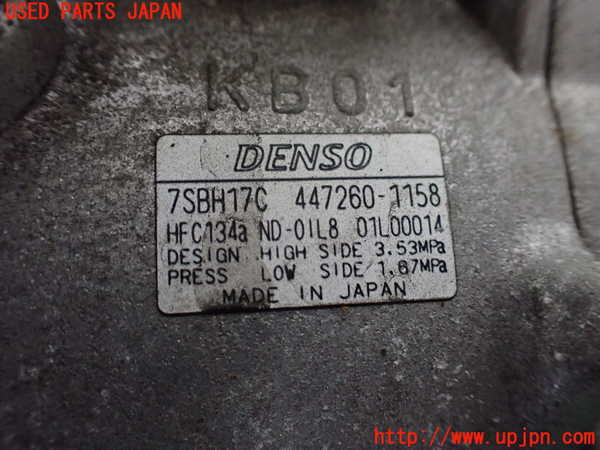 USED PARTS JAPAN
KB01
DENSO
7SBH17C 447260-1158
HFC134a ND-OIL8 01L00014
DESIGN HIGH SIDE 3.53MPa
PRESS LOW SIDE 1.67MPa
MADE IN JAPAN
http://www.upjpn.com/